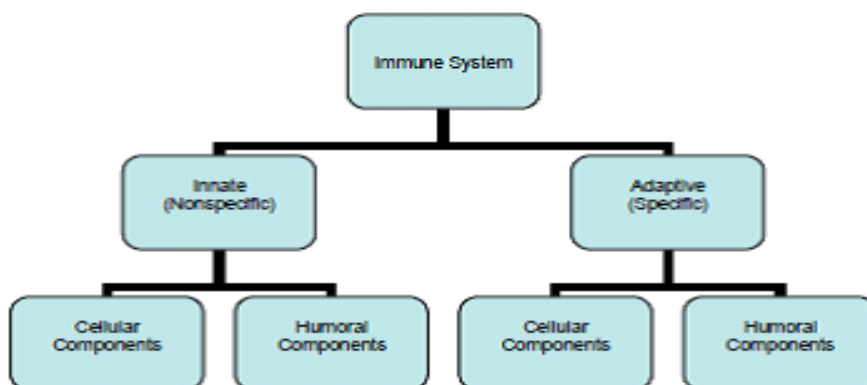 Immune System
Innate
(Nonspecific)
Adaptive
(Specific)
Cellular
Components
Humoral
Components
Cellular
Components
Humoral
Components